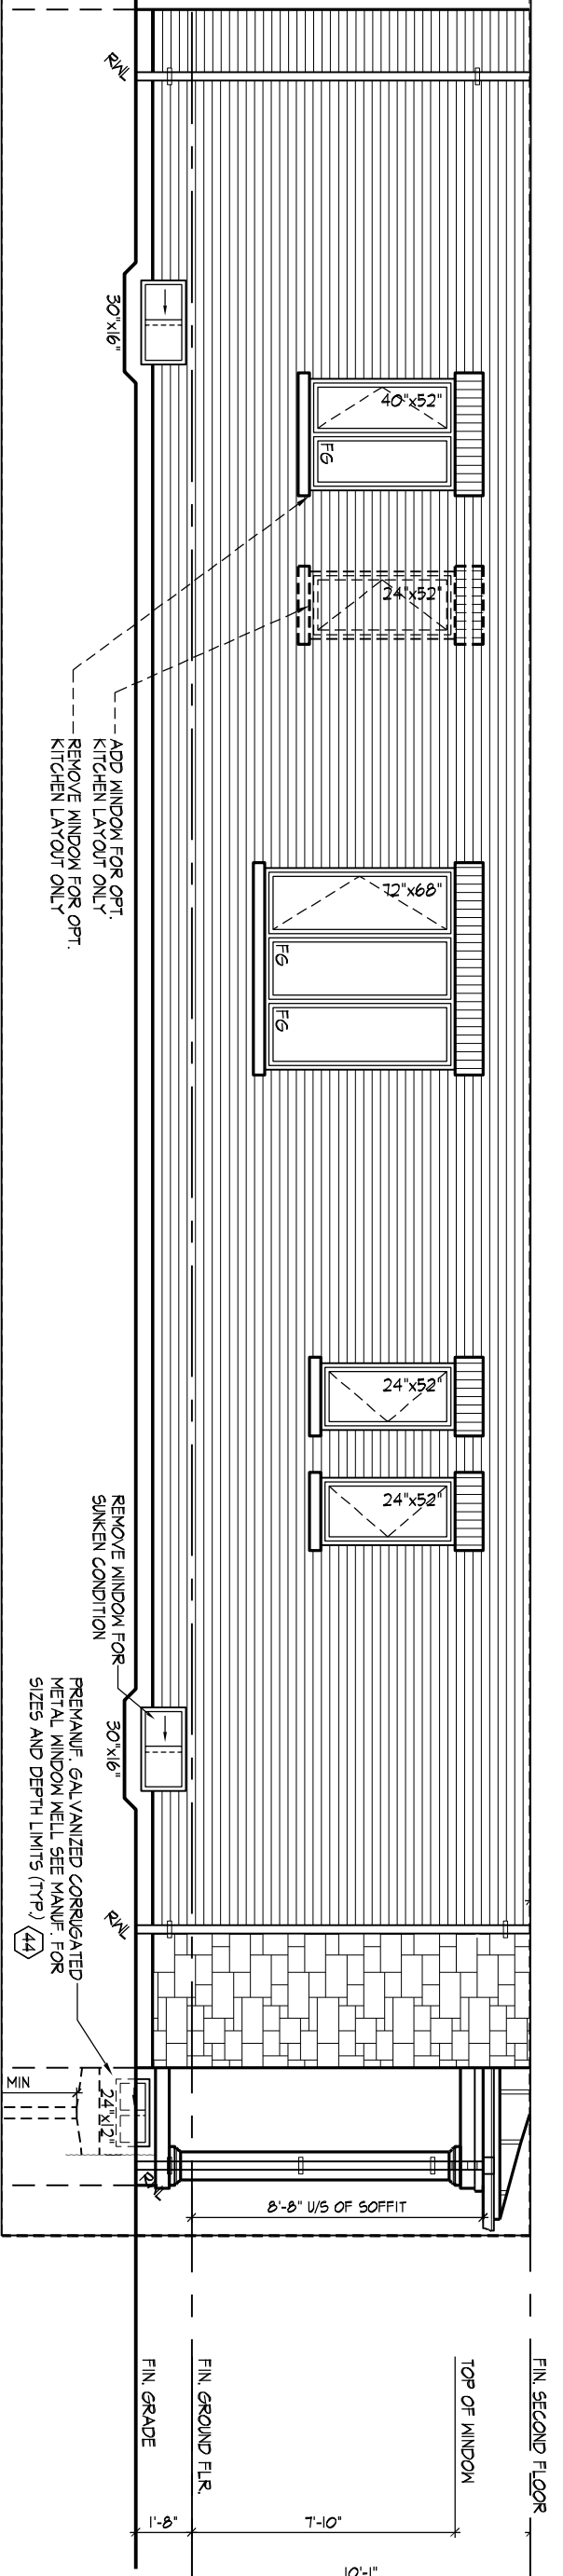 RWL
30"x16"
40"x52"
FG
24"x52"
ADD WINDOW FOR OPT.
KITCHEN LAYOUT ONLY
REMOVE WINDOW FOR OPT.
KITCHEN LAYOUT ONLY
72"x68"
FG
FG
24"x52"
24"x52"
REMOVE WINDOW FOR
SUNKEN CONDITION
30"x16"
PREMANUF. GALVANIZED CORRUGATED
METAL WINDOW WELL SEE MANUF. FOR
SIZES AND DEPTH LIMITS (TYP.)
44
RWL
MIN
24"x12"
RWL
8'-8" U/S OF SOFFIT
FIN. SECOND FLOOR
TOP OF WINDOW
FIN. GROUND FLR.
FIN. GRADE
1'-8"
7'-10"
10'-1"